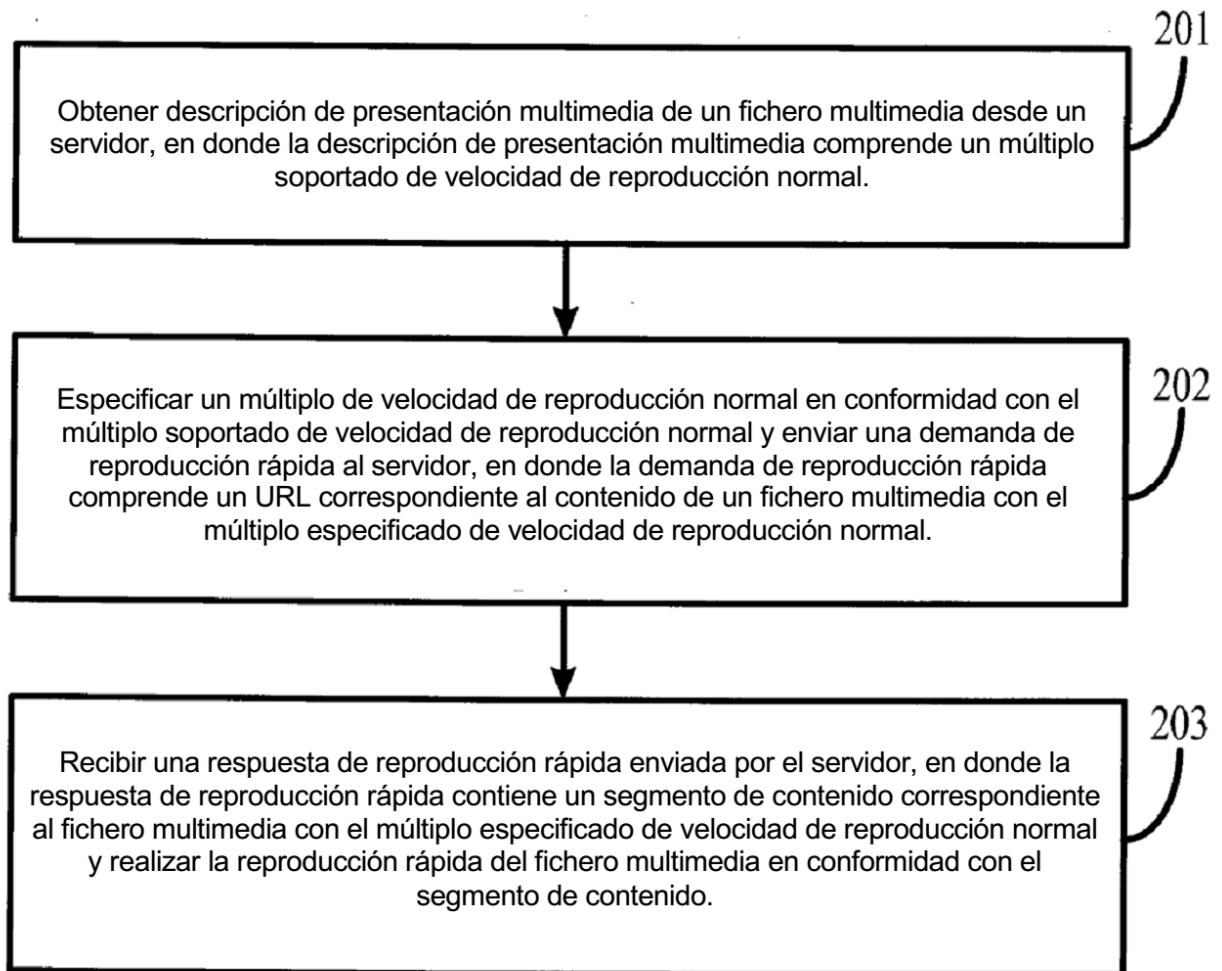 201
Obtener descripción de presentación multimedia de un fichero multimedia desde un
servidor, en donde la descripción de presentación multimedia comprende un múltiplo
soportado de velocidad de reproducción normal.
202
Especificar un múltiplo de velocidad de reproducción normal en conformidad con el
múltiplo soportado de velocidad de reproducción normal y enviar una demanda de
reproducción rápida al servidor, en donde la demanda de reproducción rápida
comprende un URL correspondiente al contenido de un fichero multimedia con el
múltiplo especificado de velocidad de reproducción normal.
203
Recibir una respuesta de reproducción rápida enviada por el servidor, en donde la
respuesta de reproducción rápida contiene un segmento de contenido correspondiente
al fichero multimedia con el múltiplo especificado de velocidad de reproducción normal
y realizar la reproducción rápida del fichero multimedia en conformidad con el
segmento de contenido.